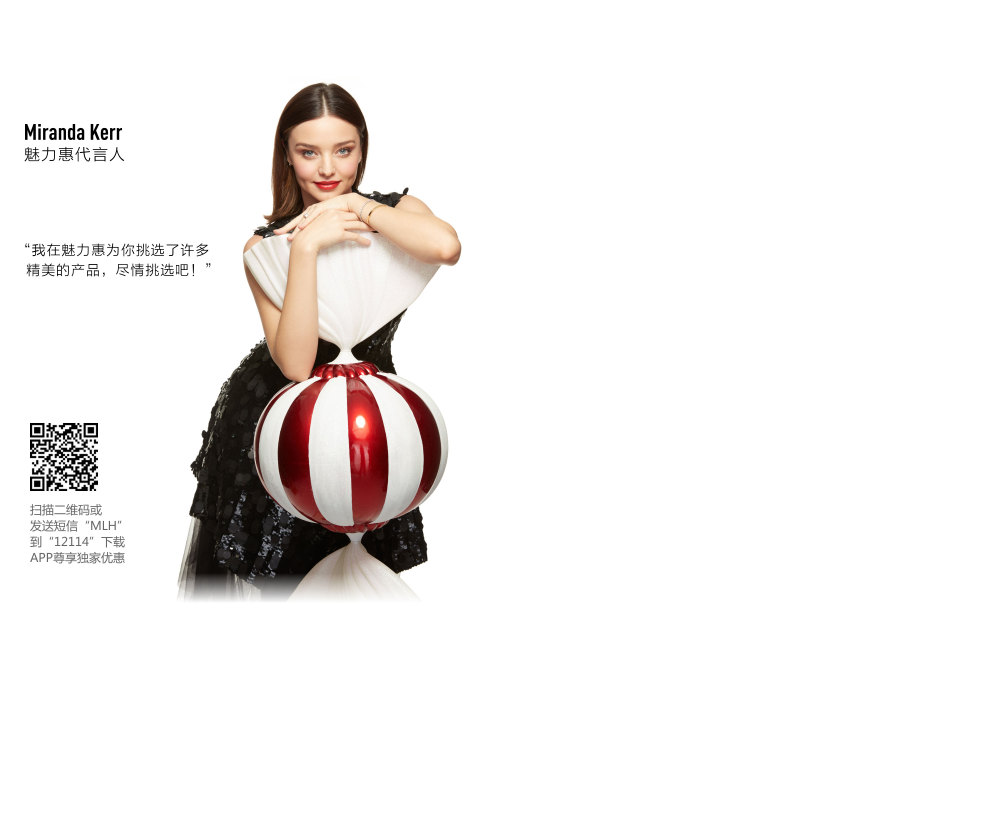 Miranda Kerr
魅力惠代言人
“我在魅力惠为你挑选了许多
精美的产品，尽情挑选吧！”
扫描二维码或
发送短信“MLH”
到“12114”下载
APP尊享独家优惠